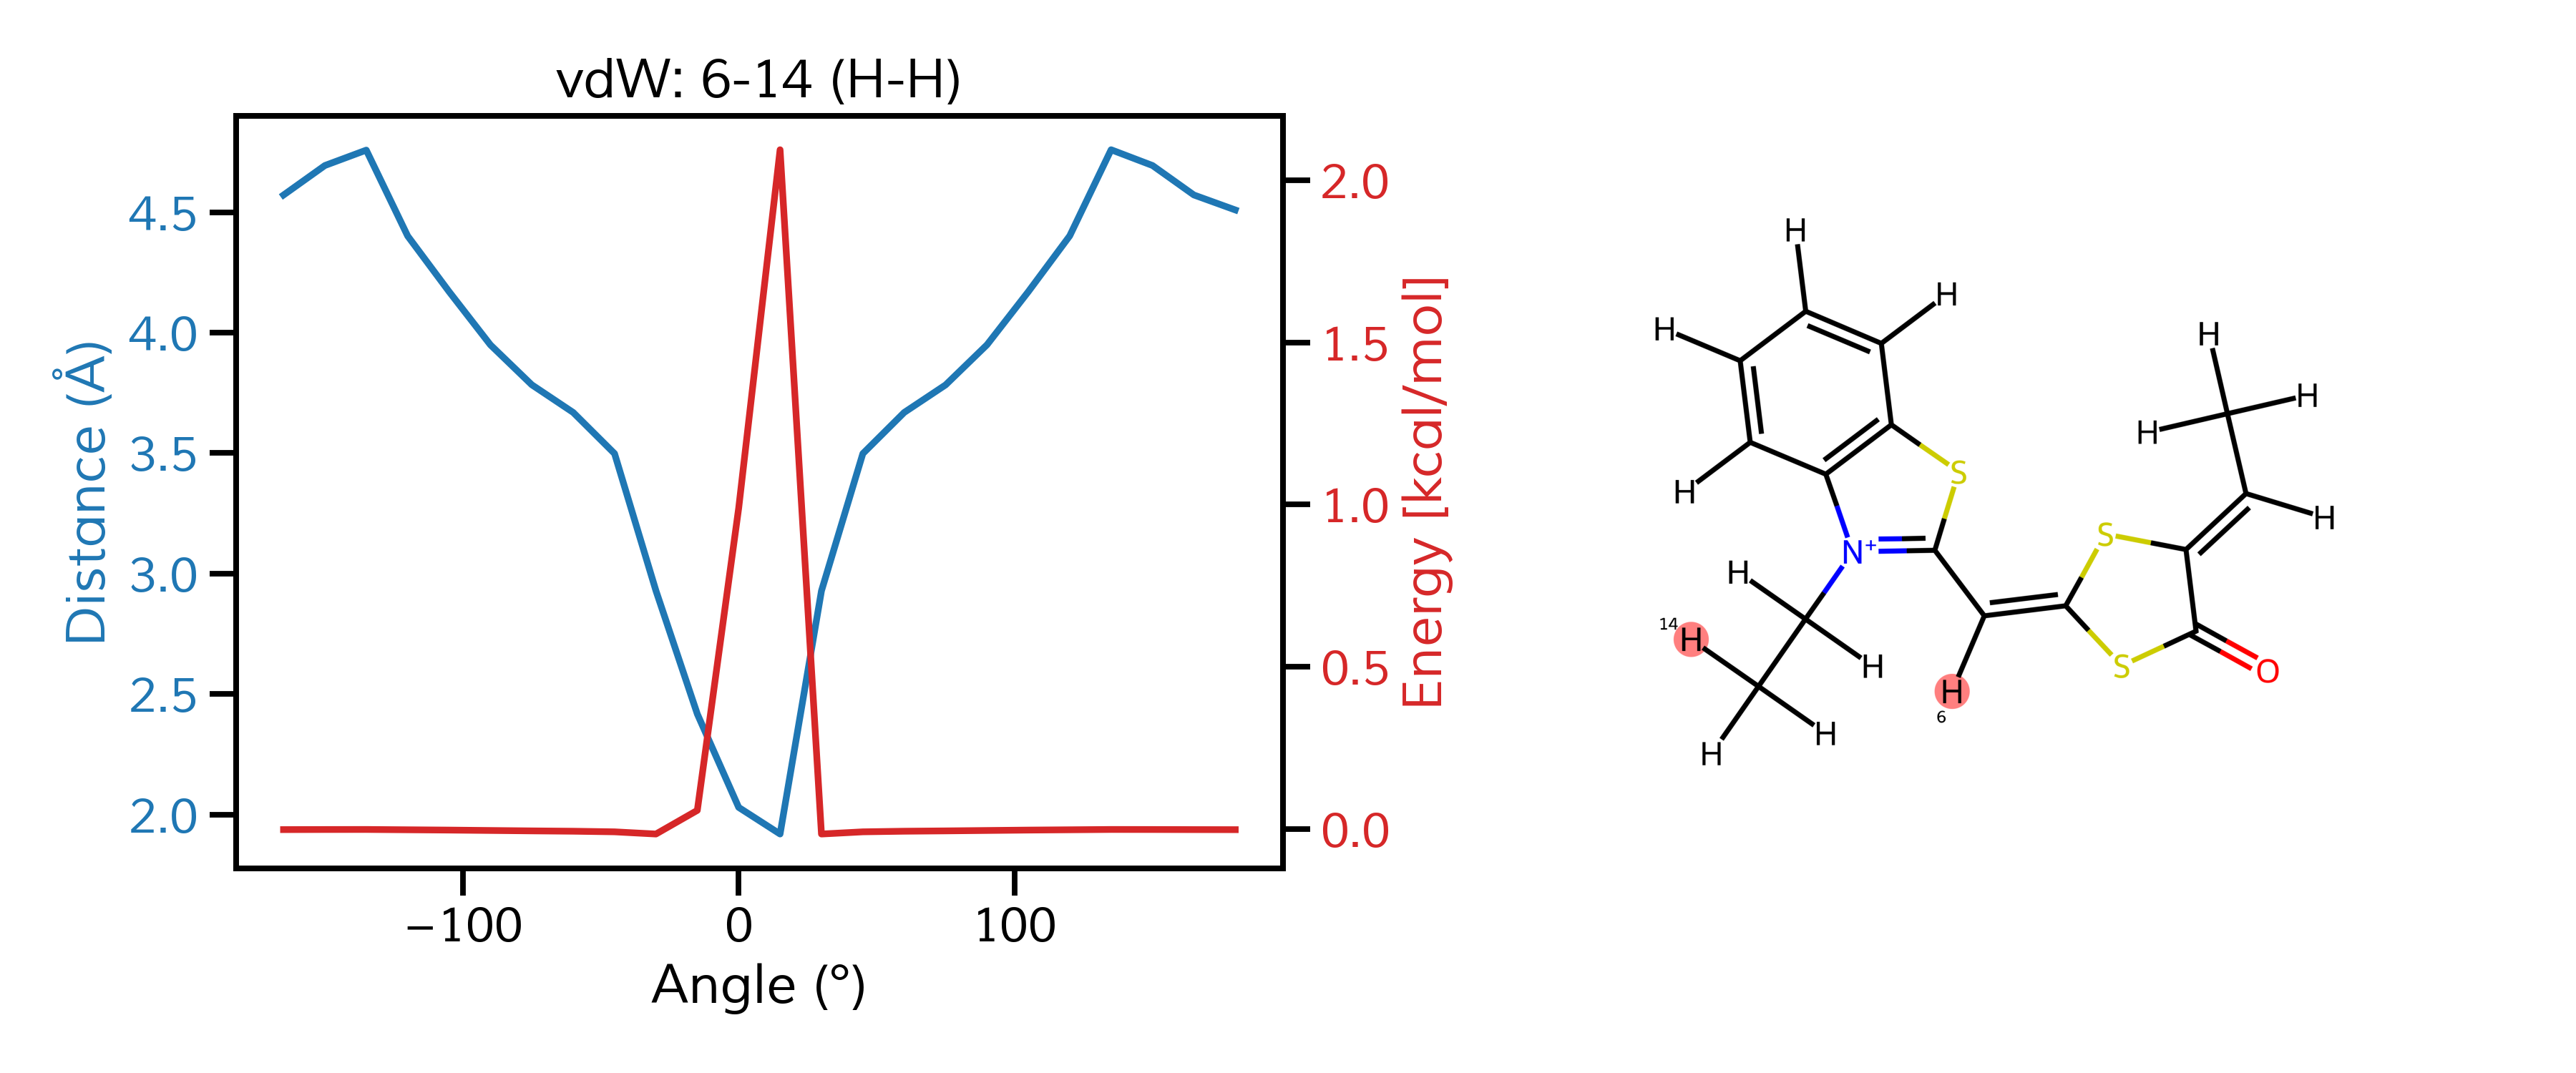 vdW: 6-14 (H-H)
Distance (Å)
4.5
4.0
3.5
3.0
2.5
2.0
Energy [kcal/mol]
2.0
1.5
1.0
0.5
0.0
−100 0 100
Angle (°)
H
H
H
H
H
H
H
S
H
H
S
N+
H
14
H
H
S
O
H
6
H
H